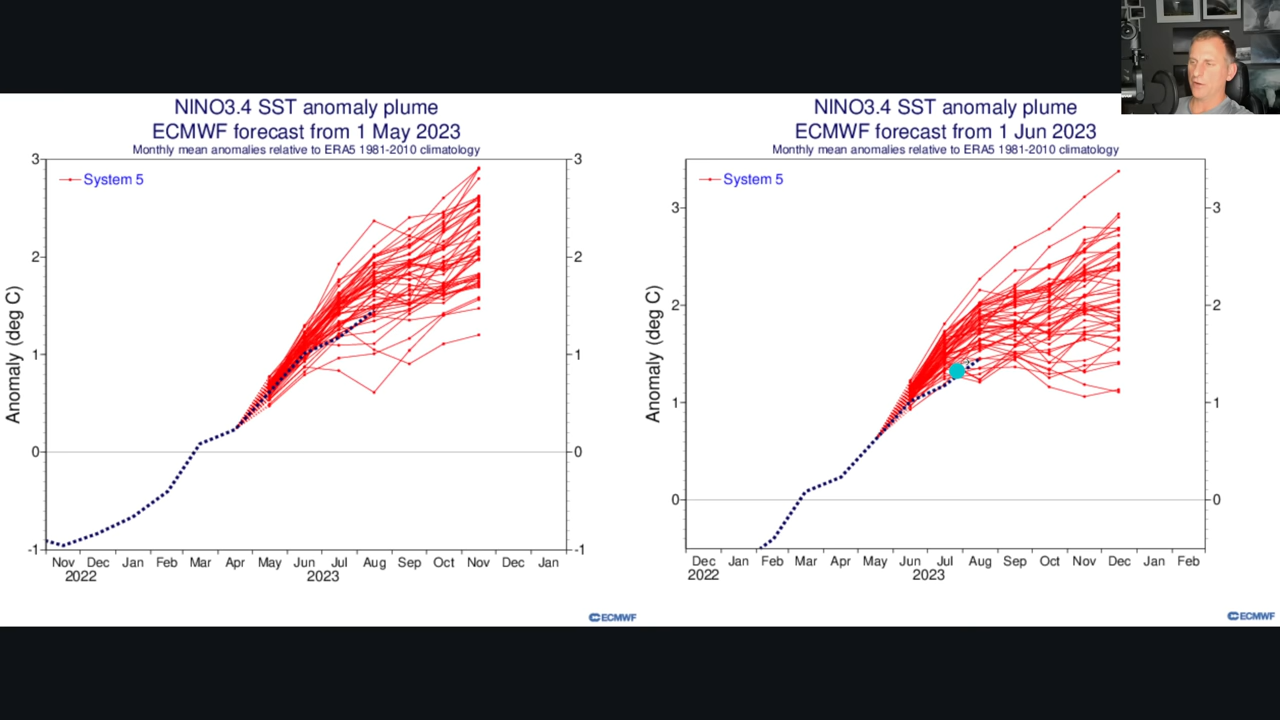 NINO3.4 SST anomaly plume
ECMWF forecast from 1 May 2023
Monthly mean anomalies relative to ERA5 1981-2010 climatology
System 5
Anomaly (deg C)
3
2
1
0
-1
3
2
1
0
-1
Nov Dec Jan Feb Mar Apr May Jun Jul Aug Sep Oct Nov Dec Jan
2022 2023
ECMWF
NINO3.4 SST anomaly plume
ECMWF forecast from 1 Jun 2023
Monthly mean anomalies relative to ERA5 1981-2010 climatology
System 5
Anomaly (deg C)
3
2
1
0
3
2
1
0
Dec Jan Feb Mar Apr May Jun Jul Aug Sep Oct Nov Dec Jan Feb
2022 2023
ECMWF